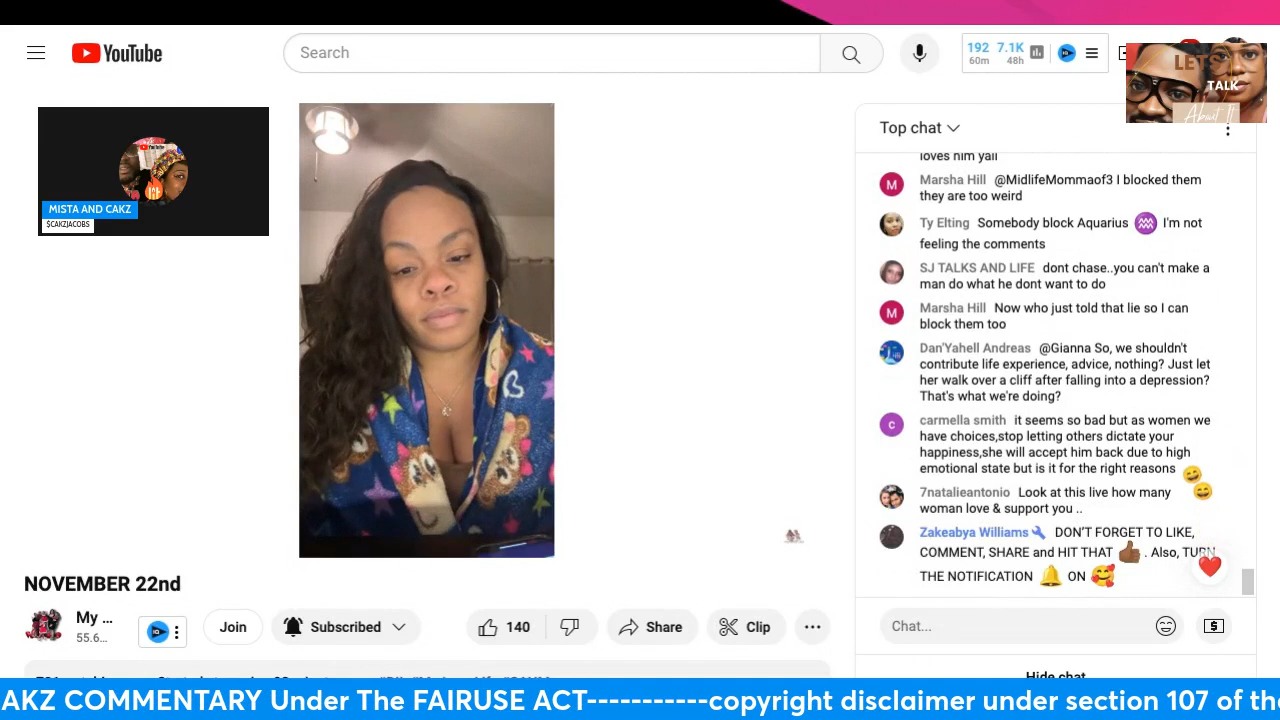 YouTube
Search
192 7.1K
60m 48h
LETS
TALK
About It
MISTA AND CAKZ
$CAKZJACOBS
Top chat
loves him yall
Marsha Hill @MidlifeMommaof3 I blocked them
they are too weird
Ty Elting Somebody block Aquarius ♒ I'm not
feeling the comments
SJ TALKS AND LIFE dont chase..you can't make a
man do what he dont want to do
Marsha Hill Now who just told that lie so I can
block them too
Dan'Yahell Andreas @Gianna So, we shouldn't
contribute life experience, advice, nothing? Just let
her walk over a cliff after falling into a depression?
That's what we're doing?
carmella smith it seems so bad but as women we
have choices,stop letting others dictate your
happiness,she will accept him back due to high
emotional state but is it for the right reasons
7natalieantonio Look at this live how many
woman love & support you ..
Zakeabya Williams DON'T FORGET TO LIKE,
COMMENT, SHARE and HIT THAT 👍🏾 . Also, TURN
THE NOTIFICATION 🔔 ON 🥰
NOVEMBER 22nd
My ...
55.6...
Join
Subscribed
140
Share
Clip
Chat...
Hide chat
AKZ COMMENTARY Under The FAIRUSE ACT-----------copyright disclaimer under section 107 of the